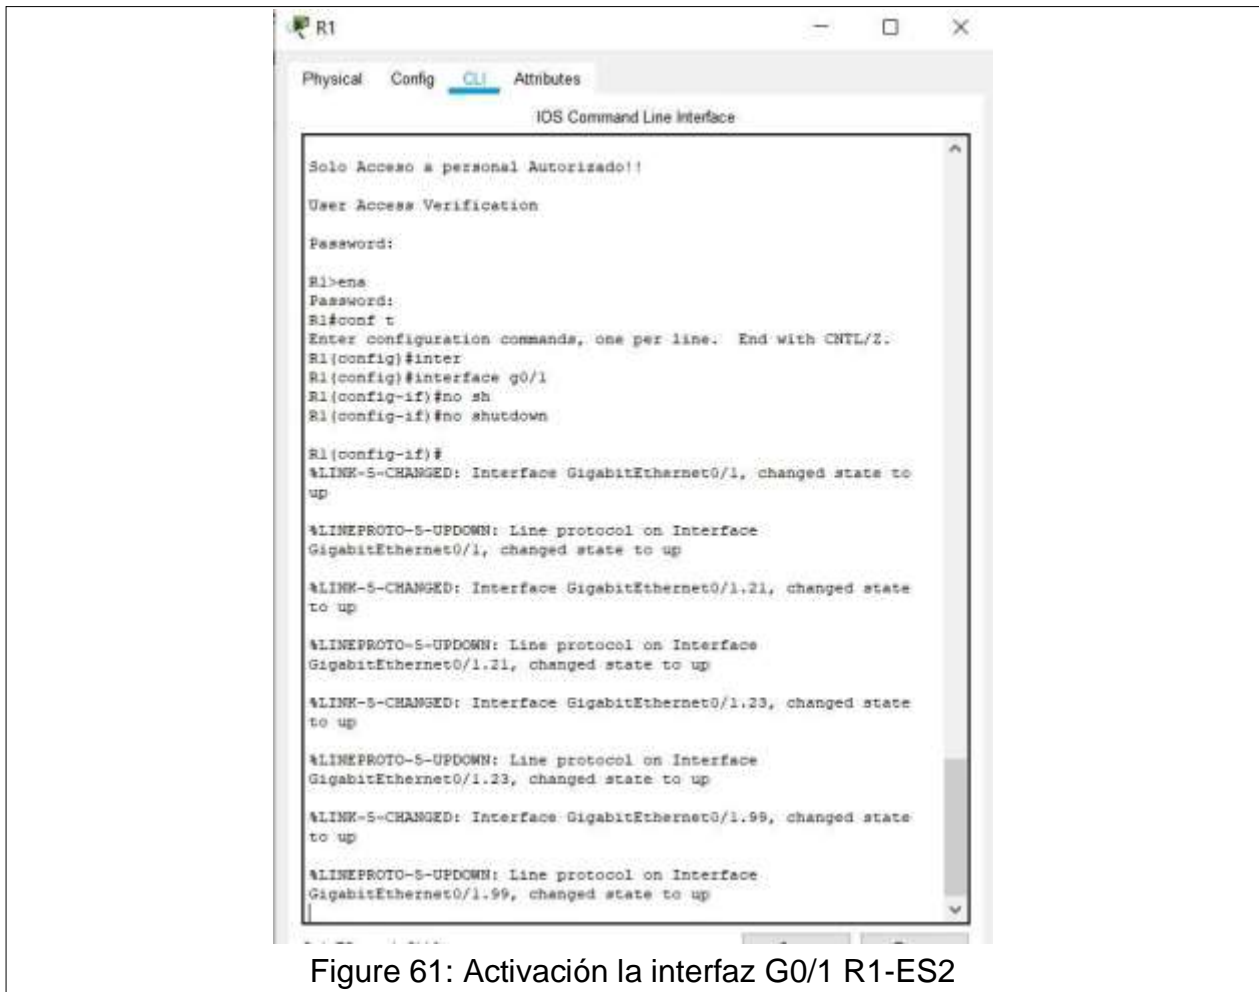 R1
Physical Config CLI Attributes
IOS Command Line Interface
Solo Acceso a personal Autorizado!!
User Access Verification
Password:
R1>ena
Password:
R1#conf t
Enter configuration commands, one per line. End with CNTL/Z.
R1(config)#inter
R1(config)#interface g0/1
R1(config-if)#no sh
R1(config-if)#no shutdown
R1(config-if)#
%LINK-5-CHANGED: Interface GigabitEthernet0/1, changed state to
up
%LINEPROTO-5-UPDOWN: Line protocol on Interface
GigabitEthernet0/1, changed state to up
%LINK-5-CHANGED: Interface GigabitEthernet0/1.21, changed state
to up
%LINEPROTO-5-UPDOWN: Line protocol on Interface
GigabitEthernet0/1.21, changed state to up
%LINK-5-CHANGED: Interface GigabitEthernet0/1.23, changed state
to up
%LINEPROTO-5-UPDOWN: Line protocol on Interface
GigabitEthernet0/1.23, changed state to up
%LINK-5-CHANGED: Interface GigabitEthernet0/1.99, changed state
to up
%LINEPROTO-5-UPDOWN: Line protocol on Interface
GigabitEthernet0/1.99, changed state to up
Figure 61: Activación la interfaz G0/1 R1-ES2